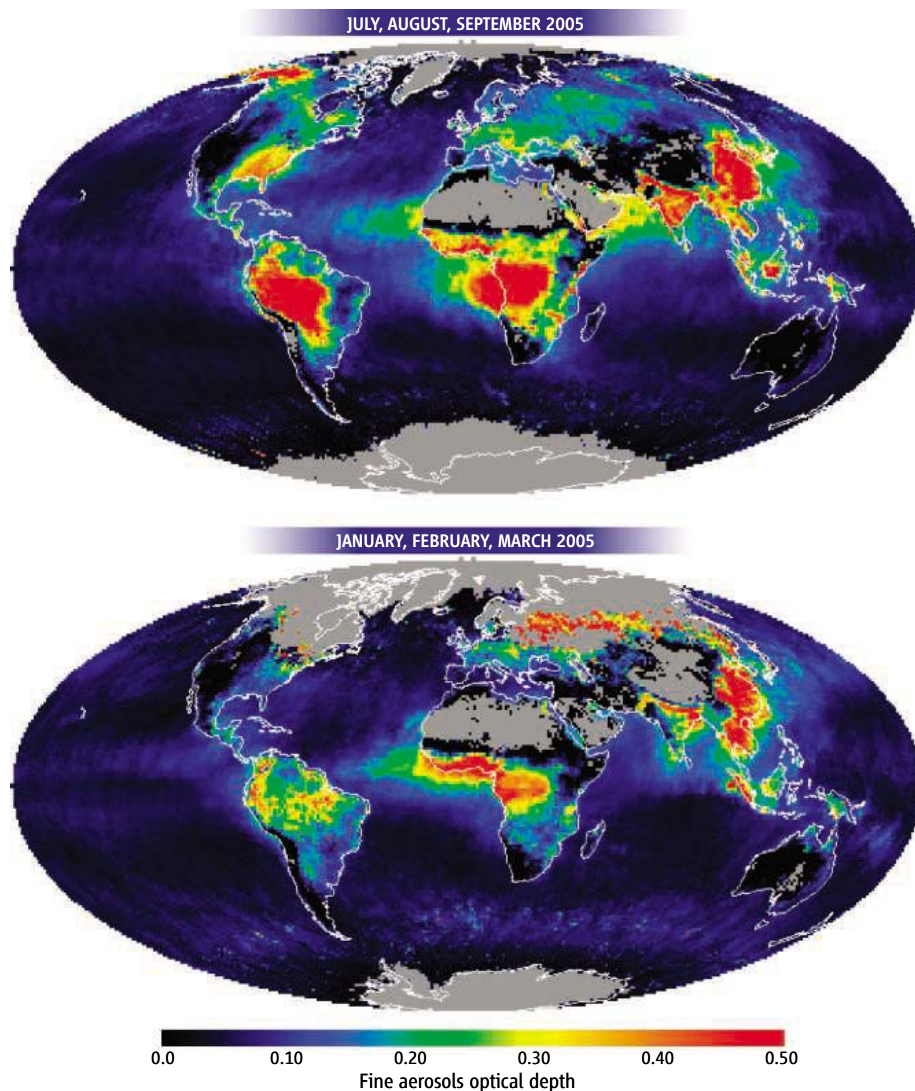 JULY, AUGUST, SEPTEMBER 2005
JANUARY, FEBRUARY, MARCH 2005
0.0 0.10 0.20 0.30 0.40 0.50
Fine aerosols optical depth